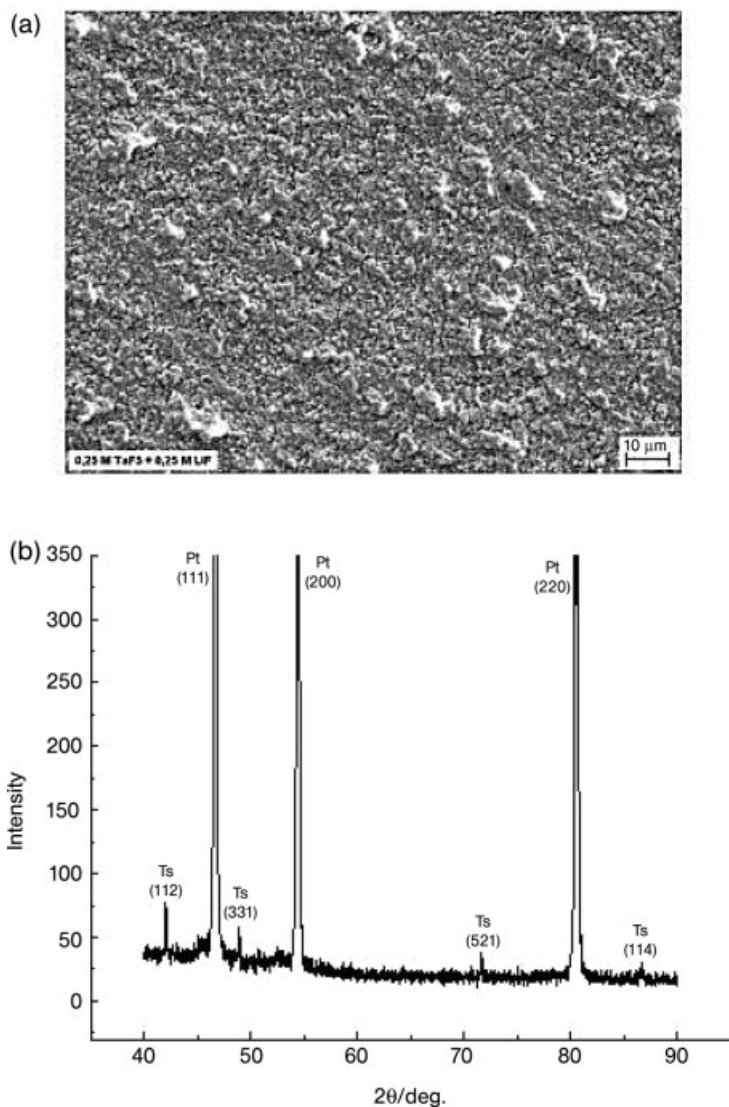 (a)
0,25 M TaF5 + 0,25 M LiF
10 µm
(b)
350
300
250
200
150
100
50
0
Intensity
Pt
(111)
Pt
(200)
Pt
(220)
Ts
(112)
Ts
(331)
Ts
(521)
Ts
(114)
40
50
60
70
80
90
2θ/deg.